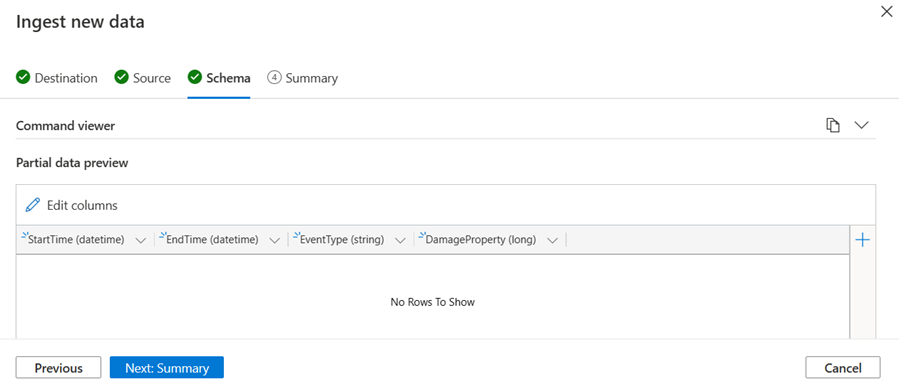 Ingest new data
Destination Source Schema 4 Summary
Command viewer
Partial data preview
Edit columns
StartTime (datetime) EndTime (datetime) EventType (string) DamageProperty (long)
No Rows To Show
Previous Next: Summary Cancel